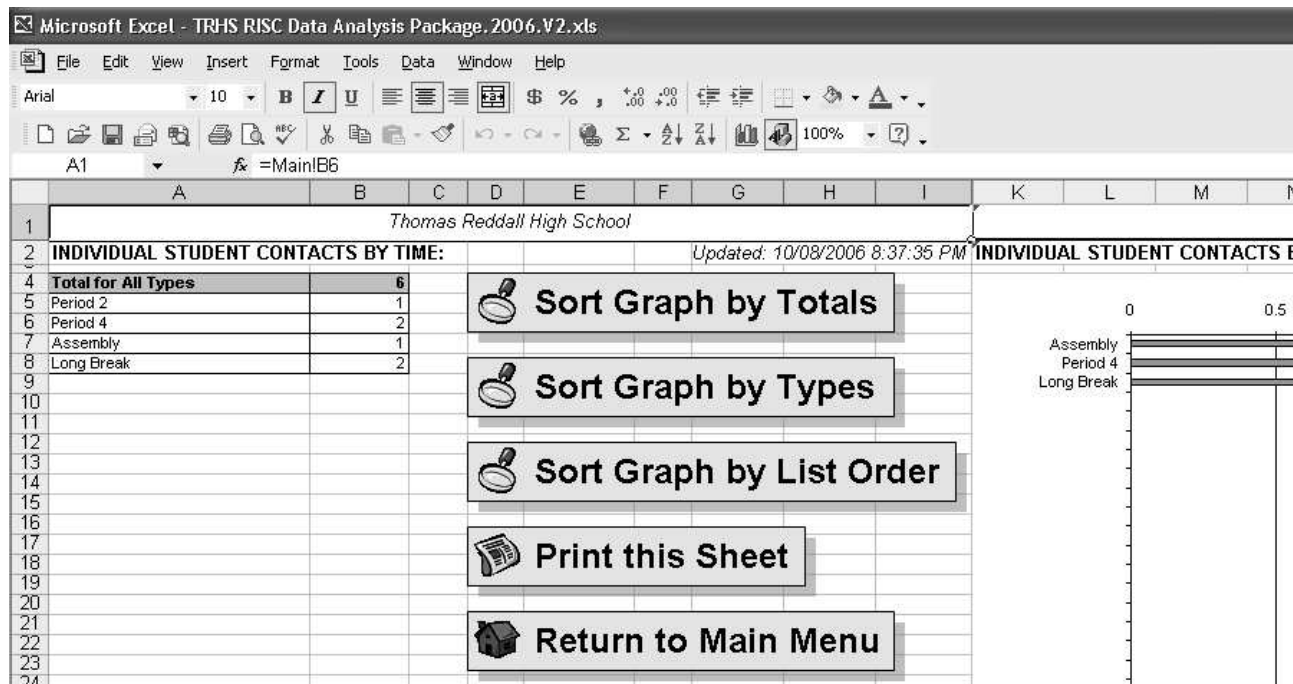 Microsoft Excel - TRHS RISC Data Analysis Package.2006.V2.xls
File Edit View Insert Format Tools Data Window Help
Arial 10 B I U $ % , .00 .00 A
ABC Σ 100% ?
A1 fx =Main!B6
A B C D E F G H I K L M
1 Thomas Reddall High School
2 INDIVIDUAL STUDENT CONTACTS BY TIME: Updated: 10/08/2006 8:37:35 PM INDIVIDUAL STUDENT CONTACTS
4 Total for All Types 6
5 Period 2 1
6 Period 4 2
7 Assembly 1
8 Long Break 2
9
10
11
12
13
14
15
16
17
18
19
20
21
22
23
24
Sort Graph by Totals
Sort Graph by Types
Sort Graph by List Order
Print this Sheet
Return to Main Menu
0 0.5
Assembly
Period 4
Long Break